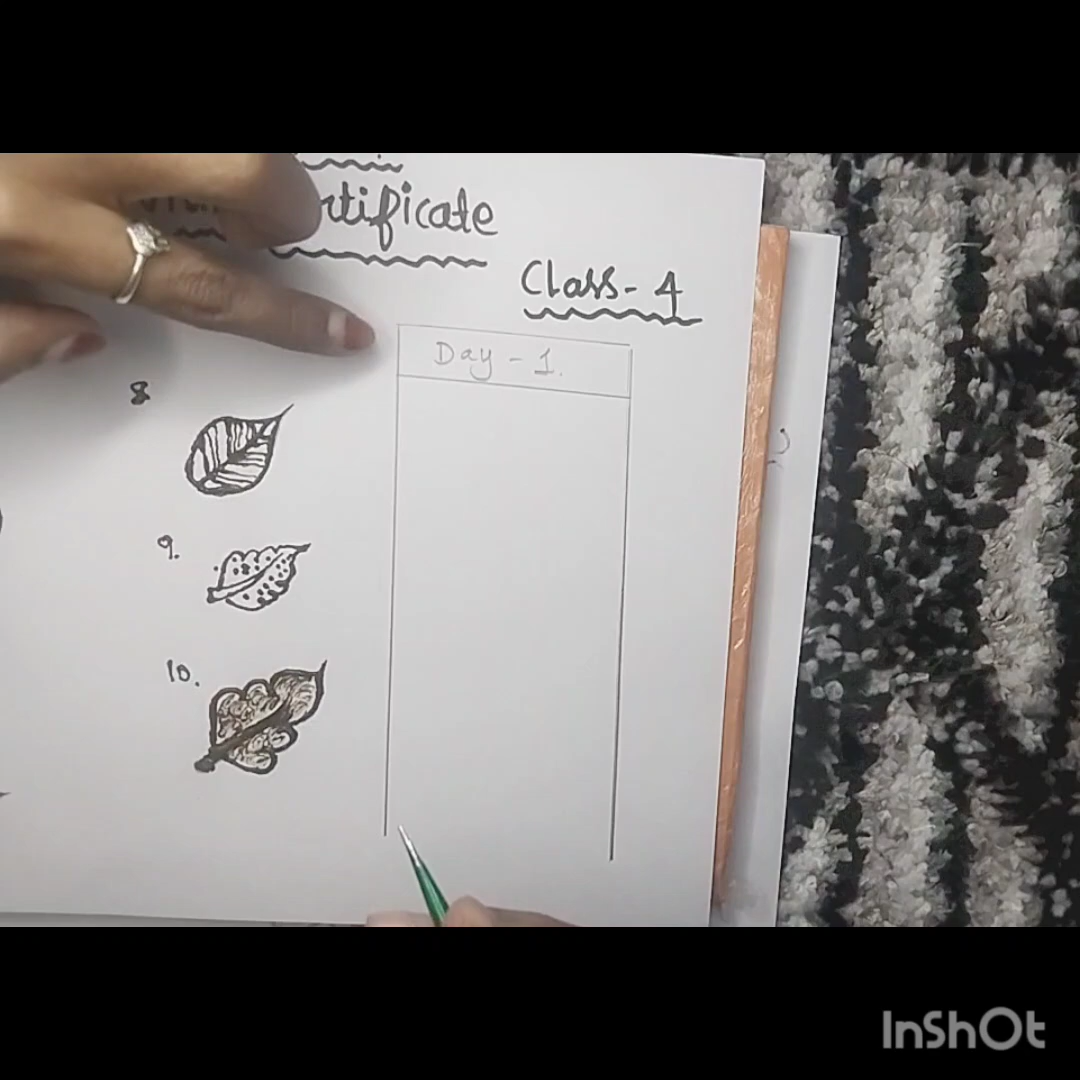 rtificate
Class-4
Day-1.
8
9.
10.
InShOt